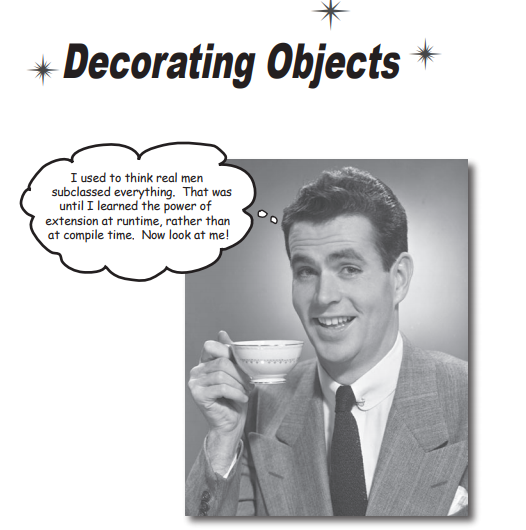 Decorating Objects
I used to think real men
subclassed everything. That was
until I learned the power of
extension at runtime, rather than
at compile time. Now look at me!